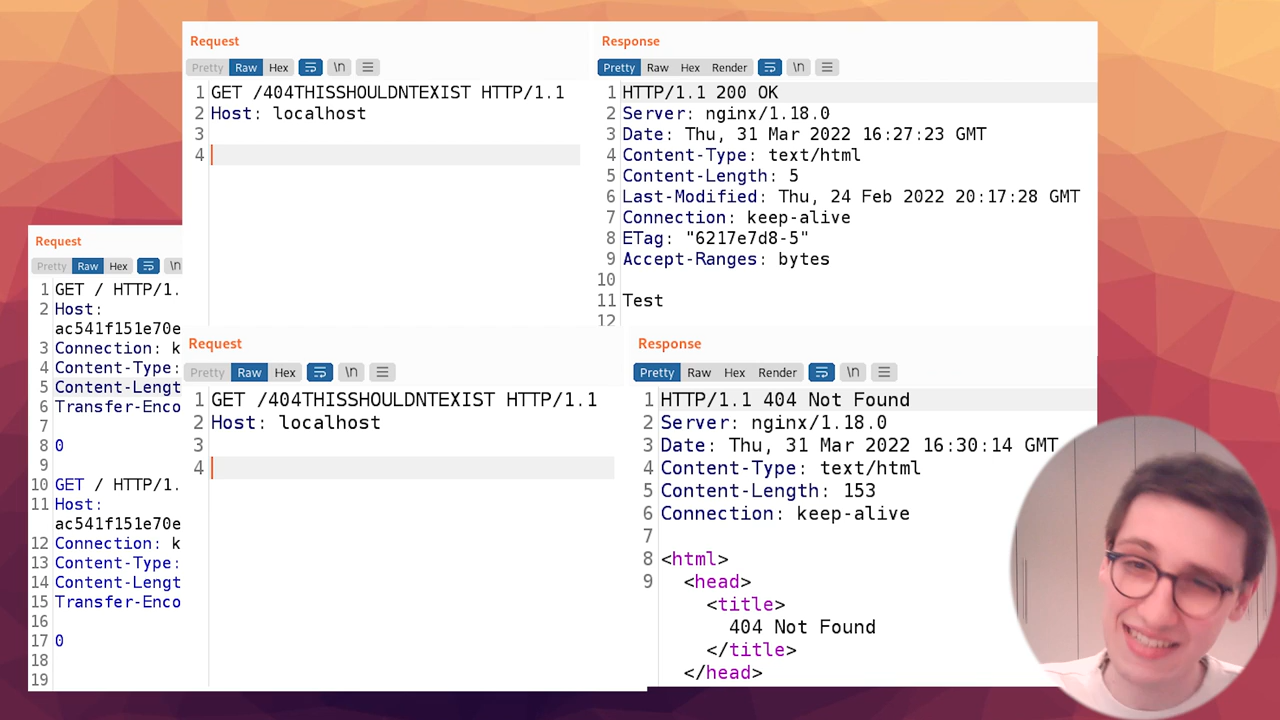 Request
Pretty Raw Hex \n
1 GET /404THISSHOULDNTEXIST HTTP/1.1
2 Host: localhost
3
4
Response
Pretty Raw Hex Render \n
1 HTTP/1.1 200 OK
2 Server: nginx/1.18.0
3 Date: Thu, 31 Mar 2022 16:27:23 GMT
4 Content-Type: text/html
5 Content-Length: 5
6 Last-Modified: Thu, 24 Feb 2022 20:17:28 GMT
7 Connection: keep-alive
8 ETag: "6217e7d8-5"
9 Accept-Ranges: bytes
10
11 Test
12
Request
Pretty Raw Hex \n
1 GET / HTTP/1.
2 Host:
ac541f151e70e
3 Connection: k
4 Content-Type:
5 Content-Lengt
6 Transfer-Enco
7
8 0
9
10 GET / HTTP/1.
11 Host:
ac541f151e70e
12 Connection: k
13 Content-Type:
14 Content-Lengt
15 Transfer-Enco
16
17 0
18
19
Request
Pretty Raw Hex \n
1 GET /404THISSHOULDNTEXIST HTTP/1.1
2 Host: localhost
3
4
Response
Pretty Raw Hex Render \n
1 HTTP/1.1 404 Not Found
2 Server: nginx/1.18.0
3 Date: Thu, 31 Mar 2022 16:30:14 GMT
4 Content-Type: text/html
5 Content-Length: 153
6 Connection: keep-alive
7
8 <html>
9 <head>
<title>
404 Not Found
</title>
</head>